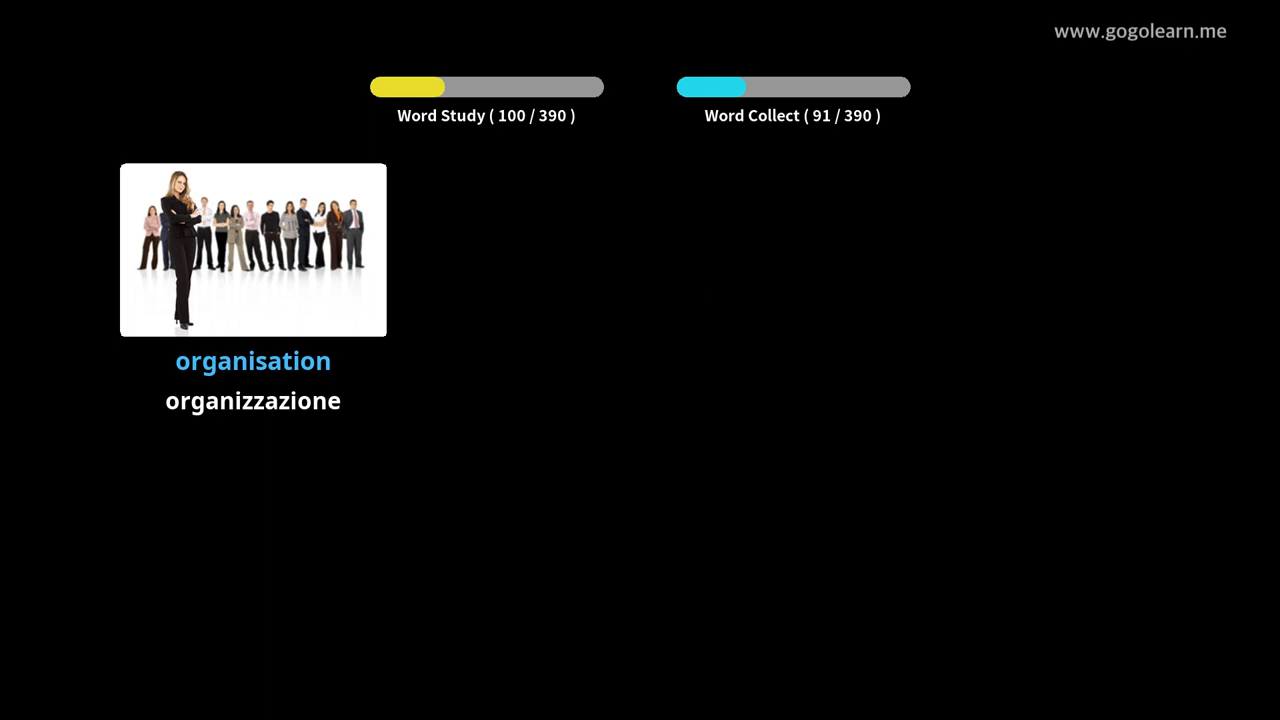 www.gogolearn.me
Word Study ( 100 / 390 )
Word Collect ( 91 / 390 )
organisation
organizzazione